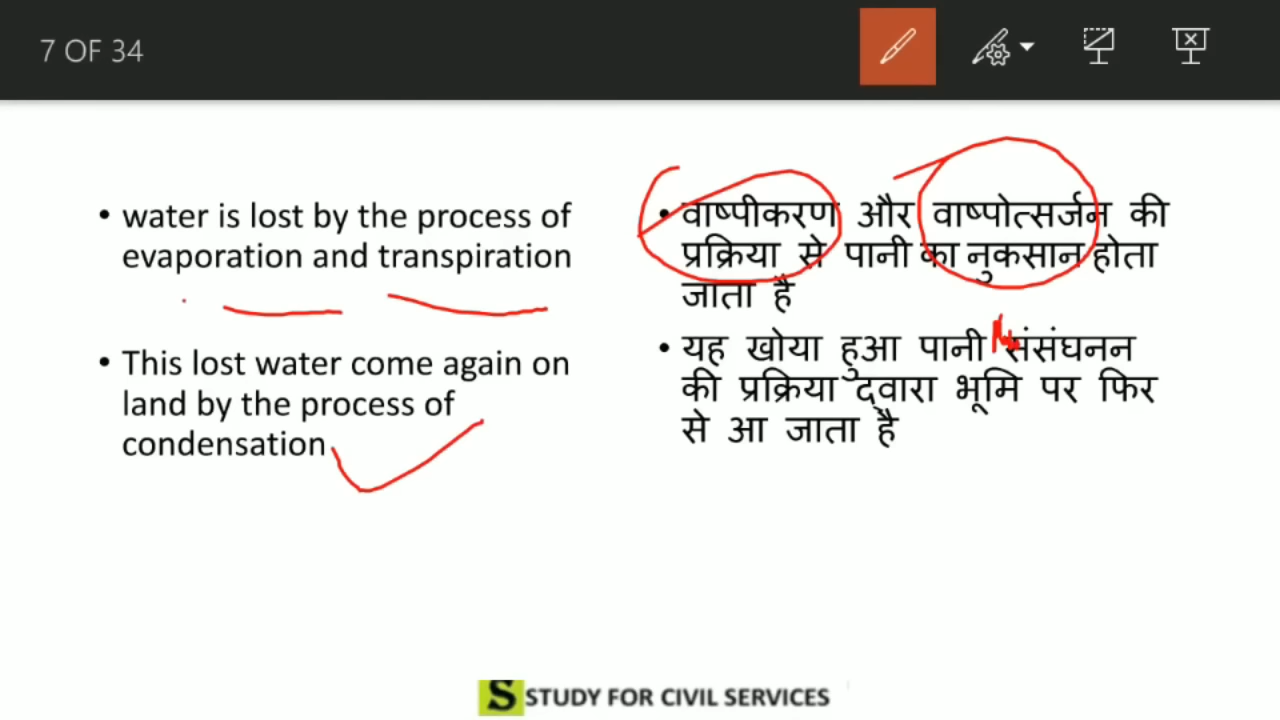 7 OF 34
• water is lost by the process of
evaporation and transpiration
• This lost water come again on
land by the process of
condensation
• वाष्पीकरण और वाष्पोत्सर्जन की
प्रक्रिया से पानी का नुकसान होता
जाता है
• यह खोया हुआ पानी संसंघनन
की प्रक्रिया द्वारा भूमि पर फिर
से आ जाता है
S STUDY FOR CIVIL SERVICES